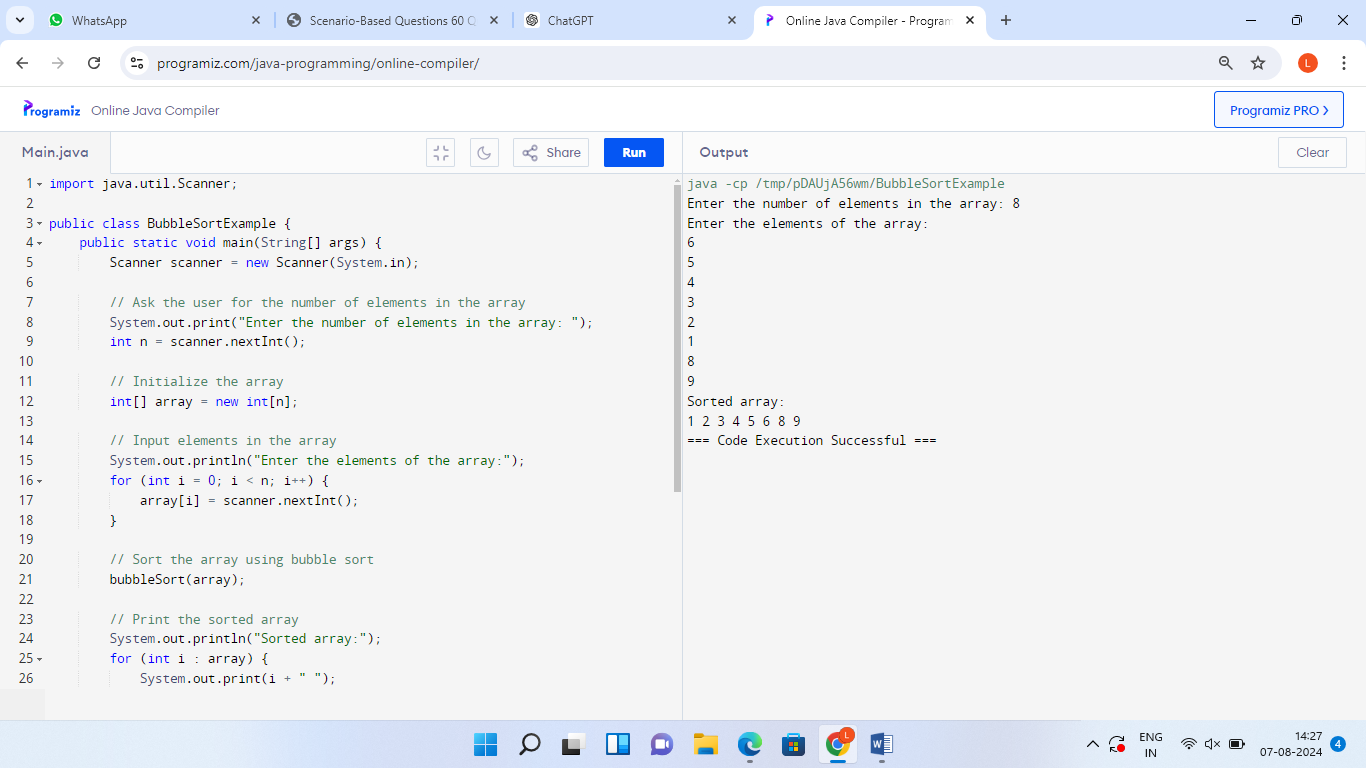 WhatsApp
Scenario-Based Questions 60 Q
ChatGPT
Online Java Compiler - Program
programiz.com/java-programming/online-compiler/
L
Programiz Online Java Compiler
Programiz PRO >
Main.java
Share
Run
Output
Clear
1 import java.util.Scanner;
2
3 public class BubbleSortExample {
4 public static void main(String[] args) {
5 Scanner scanner = new Scanner(System.in);
6
7 // Ask the user for the number of elements in the array
8 System.out.print("Enter the number of elements in the array: ");
9 int n = scanner.nextInt();
10
11 // Initialize the array
12 int[] array = new int[n];
13
14 // Input elements in the array
15 System.out.println("Enter the elements of the array:");
16 for (int i = 0; i < n; i++) {
17 array[i] = scanner.nextInt();
18 }
19
20 // Sort the array using bubble sort
21 bubbleSort(array);
22
23 // Print the sorted array
24 System.out.println("Sorted array:");
25 for (int i : array) {
26 System.out.print(i + " ");
java -cp /tmp/pDAUjA56wm/BubbleSortExample
Enter the number of elements in the array: 8
Enter the elements of the array:
6
5
4
3
2
1
8
9
Sorted array:
1 2 3 4 5 6 8 9
=== Code Execution Successful ===
L
ENG
IN
14:27
07-08-2024
4